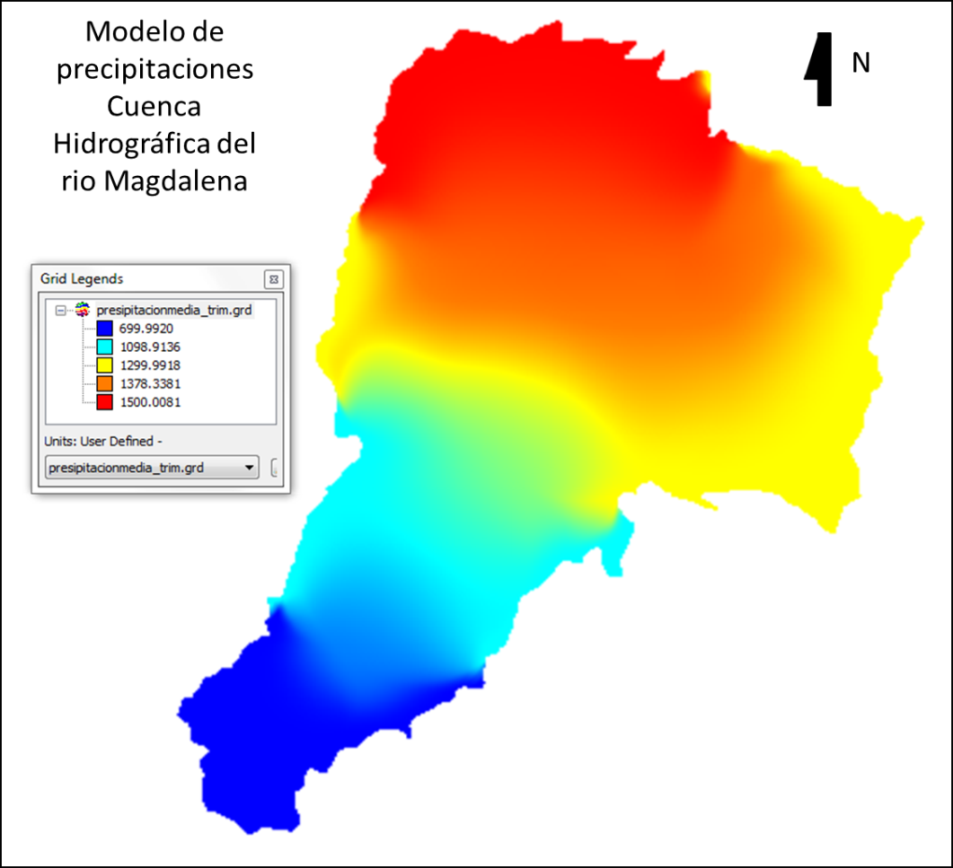 Modelo de
precipitaciones
Cuenca
Hidrográfica del
rio Magdalena
N
Grid Legends
presipitacionmedia_trim.grd
699.9920
1098.9136
1299.9918
1378.3381
1500.0081
Units: User Defined -
presipitacionmedia_trim.grd